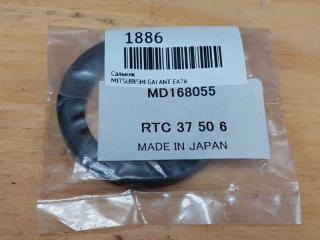 1886
Сальник
MITSUBISHI GALANT EA7A
MD168055
RTC 37 50 6
MADE IN JAPAN